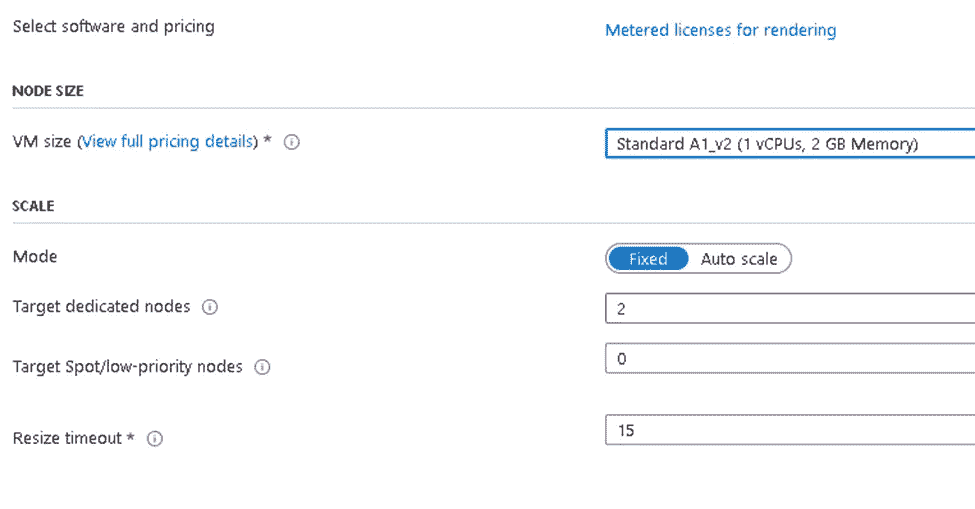 Select software and pricing
Metered licenses for rendering
NODE SIZE
VM size (View full pricing details) *
Standard A1_v2 (1 vCPUs, 2 GB Memory)
SCALE
Mode
Fixed Auto scale
Target dedicated nodes
2
Target Spot/low-priority nodes
0
Resize timeout *
15